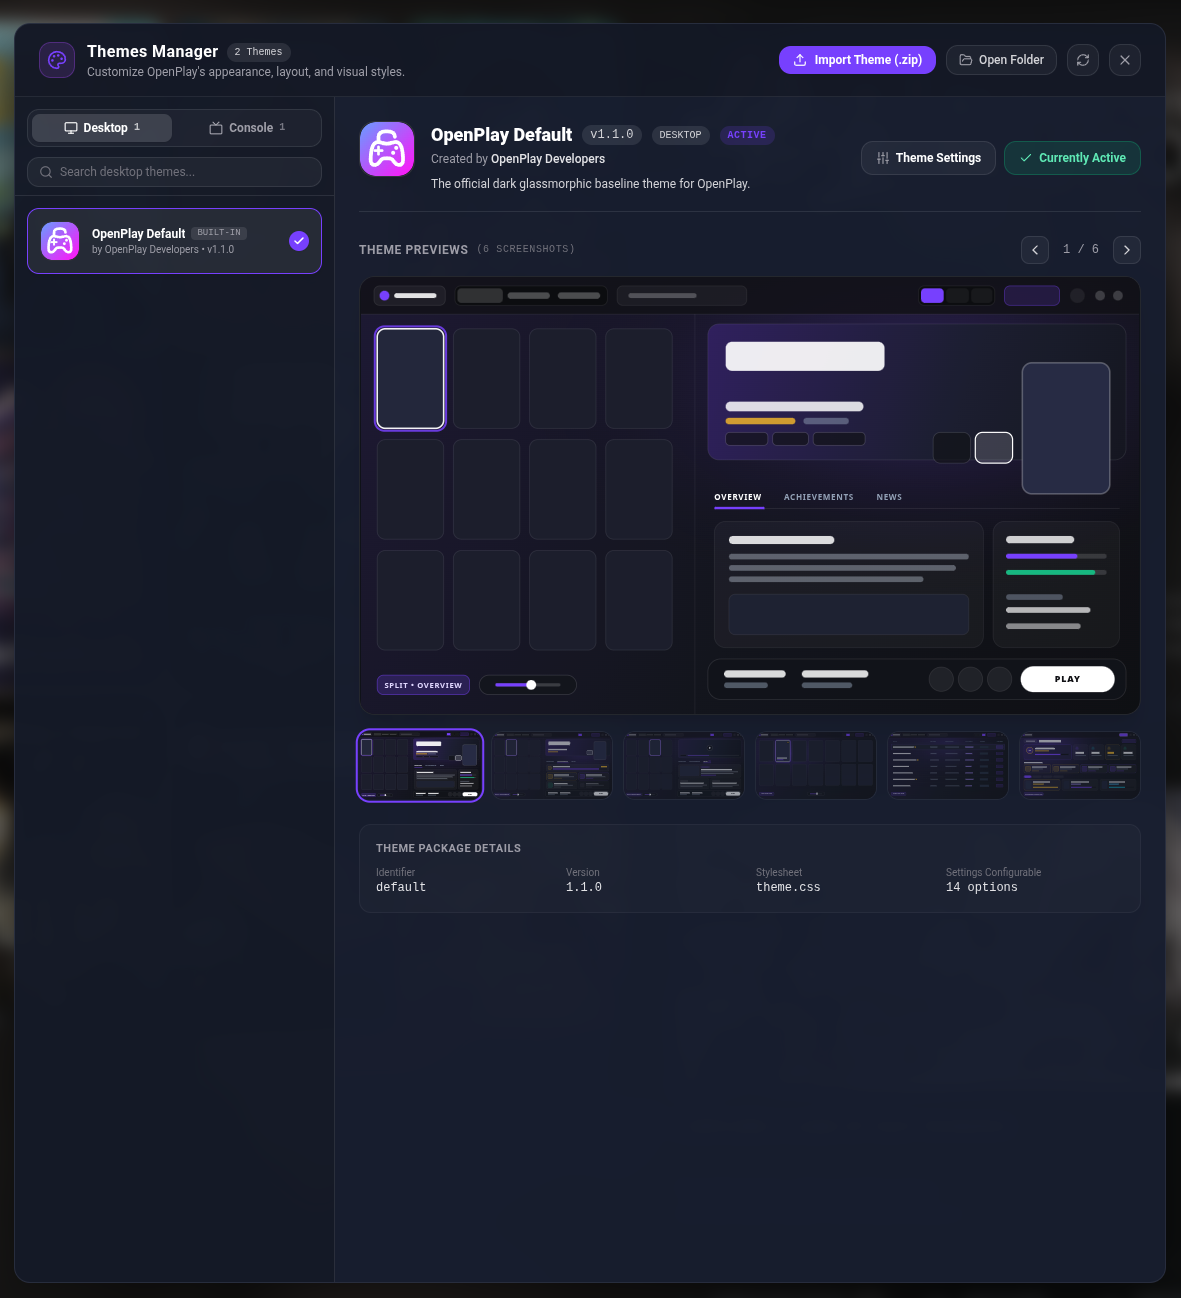 Themes Manager 2 Themes
Customize OpenPlay's appearance, layout, and visual styles.
Import Theme (.zip)
Open Folder
Desktop 1
Console 1
Search desktop themes...
OpenPlay Default BUILT-IN
by OpenPlay Developers • v1.1.0
OpenPlay Default v1.1.0 DESKTOP ACTIVE
Created by OpenPlay Developers
The official dark glassmorphic baseline theme for OpenPlay.
Theme Settings
Currently Active
THEME PREVIEWS (6 SCREENSHOTS)
1 / 6
OVERVIEW ACHIEVEMENTS NEWS
SPLIT • OVERVIEW
PLAY
THEME PACKAGE DETAILS
Identifier Version Stylesheet Settings Configurable
default 1.1.0 theme.css 14 options